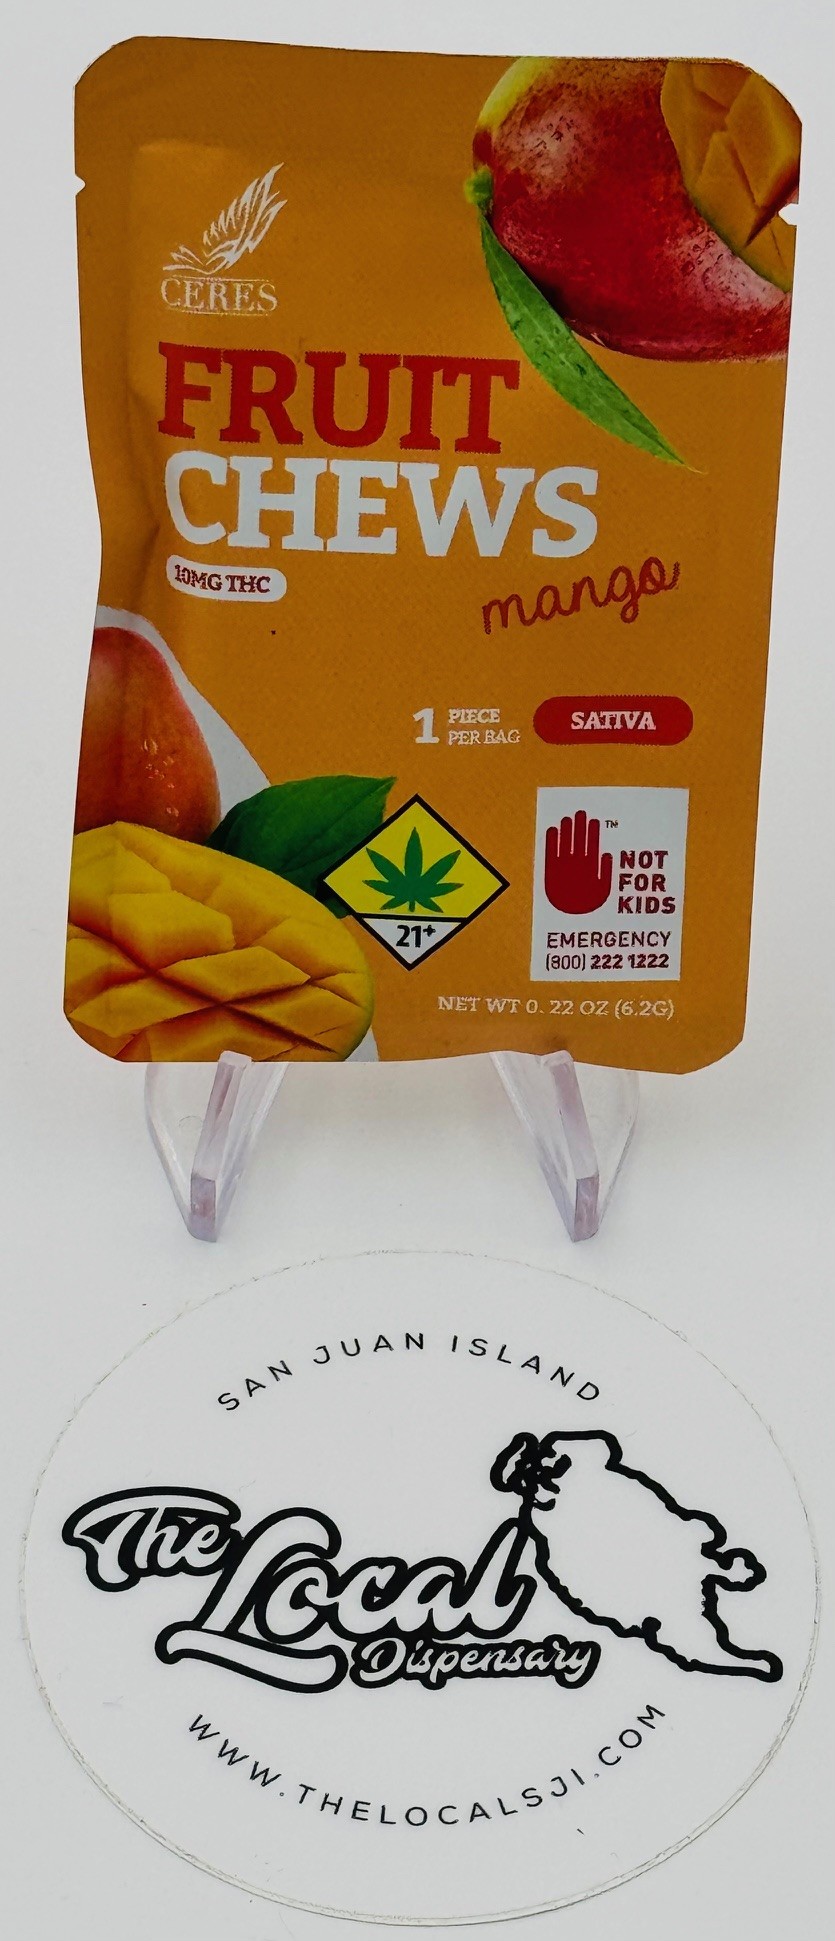 CERES
FRUIT
CHEWS
10MG THC
mango
1 PIECE
PER BAG
SATIVA
21+
TM
NOT
FOR
KIDS
EMERGENCY
(800) 222 1222
NET WT 0. 22 OZ (6.2G)
SAN JUAN ISLAND
The
Local
Dispensary
WWW.THELOCALSJI.COM